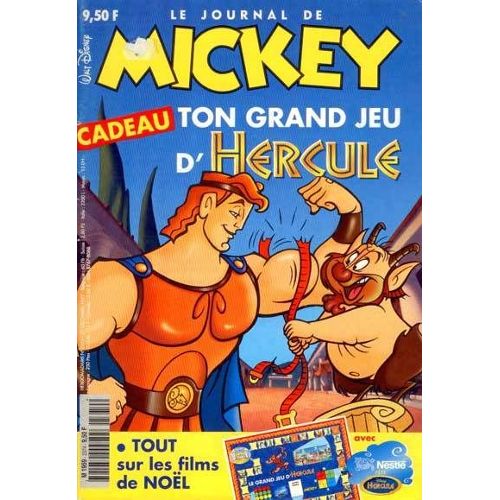 9,50 F
LE JOURNAL DE
MICKEY
WALT DISNEY
CADEAU
TON GRAND JEU
D'HERCULE
• TOUT
sur les films
de NOËL
LE GRAND JEU D'HERCULE
avec
Nestlé
DISNEY
HERCULE